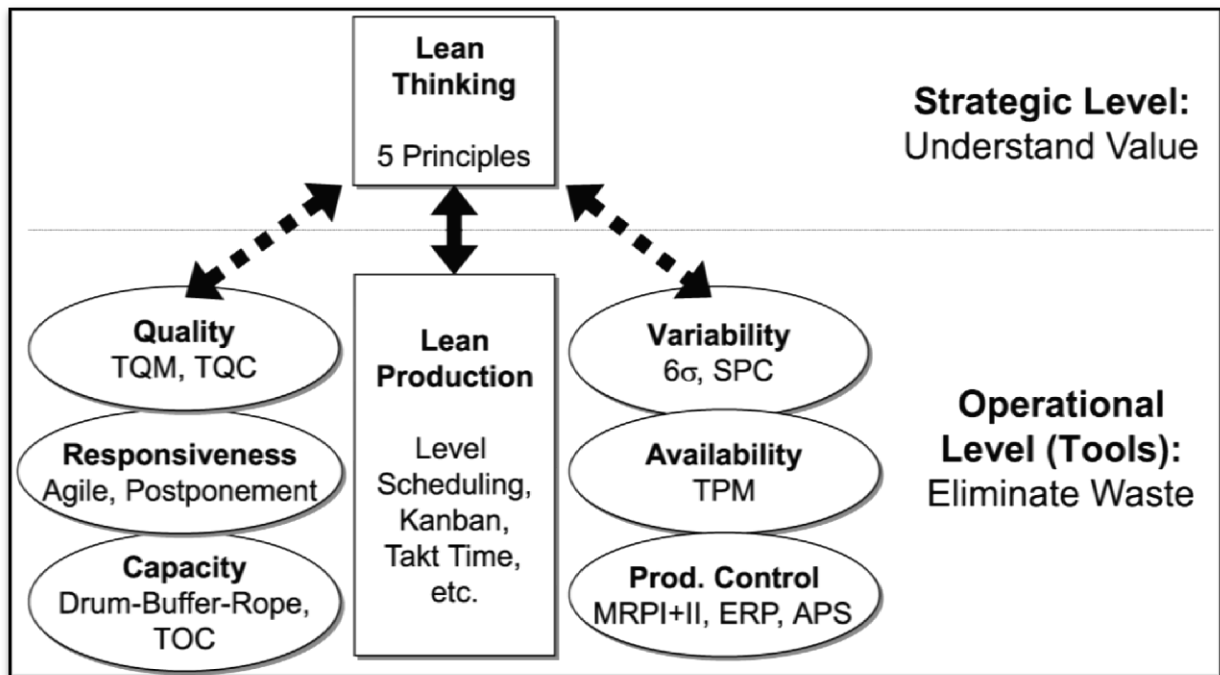 Lean
Thinking
5 Principles
Strategic Level:
Understand Value
Quality
TQM, TQC
Responsiveness
Agile, Postponement
Capacity
Drum-Buffer-Rope,
TOC
Lean
Production
Level
Scheduling,
Kanban,
Takt Time,
etc.
Variability
6σ, SPC
Availability
TPM
Prod. Control
MRPI+II, ERP, APS
Operational
Level (Tools):
Eliminate Waste